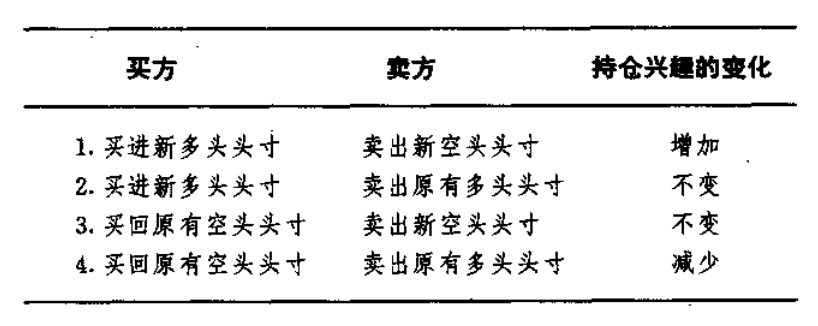 买方 卖方 持仓兴趣的变化
1. 买进新多头头寸 卖出新空头头寸 增加
2. 买进新多头头寸 卖出原有多头头寸 不变
3. 买回原有空头头寸 卖出新空头头寸 不变
4. 买回原有空头头寸 卖出原有多头头寸 减少